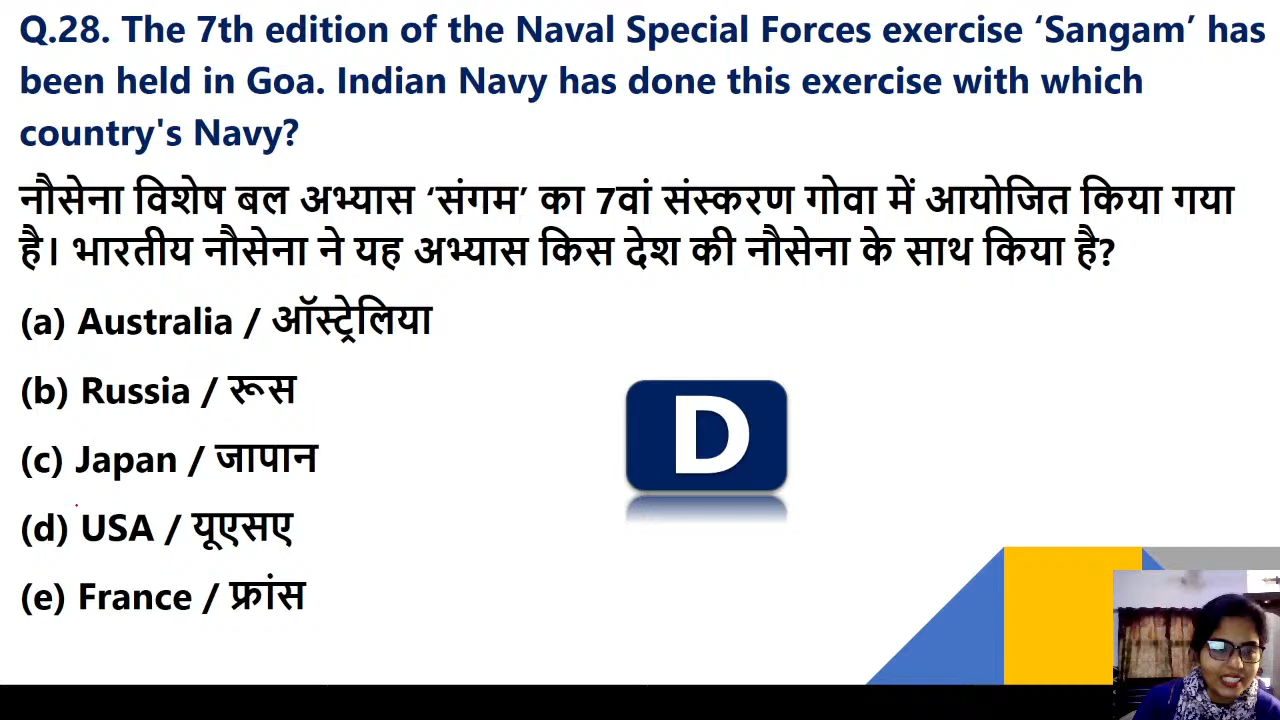 Q.28. The 7th edition of the Naval Special Forces exercise ‘Sangam’ has
been held in Goa. Indian Navy has done this exercise with which
country's Navy?
नौसेना विशेष बल अभ्यास ‘संगम’ का 7वां संस्करण गोवा में आयोजित किया गया
है। भारतीय नौसेना ने यह अभ्यास किस देश की नौसेना के साथ किया है?
(a) Australia / ऑस्ट्रेलिया
(b) Russia / रूस
D
(c) Japan / जापान
(d) USA / यूएसए
(e) France / फ्रांस